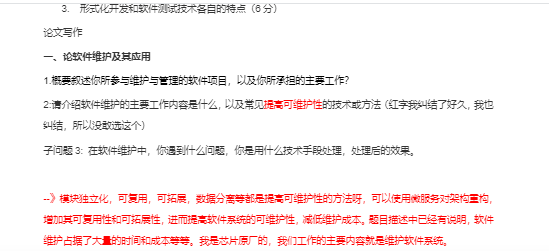 3. 形式化开发和软件测试技术各自的特点（6 分）
论文写作
一、论软件维护及其应用
1.概要叙述你所参与维护与管理的软件项目，以及你所承担的主要工作？
2:请介绍软件维护的主要工作内容是什么，以及常见提高可维护性的技术或方法（红字我纠结了好久，我也
纠结，所以没敢选这个）
子问题 3：在软件维护中，你遇到什么问题，你是用什么技术手段处理，处理后的效果。
--》模块独立化，可复用，可拓展，数据分离等都是提高可维护性的方法呀，可以使用微服务对架构重构，
增加其可复用性和可拓展性，进而提高软件系统的可维护性，减低维护成本。题目描述中已经有说明，软件
维护占据了大量的时间和成本等等。我是芯片原厂的，我们工作的主要内容就是维护软件系统。